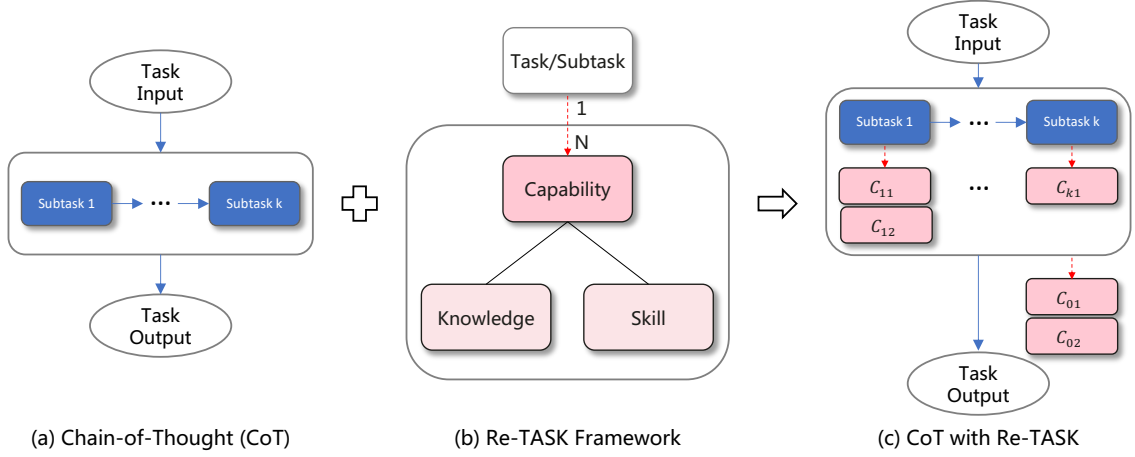 Task
Input
Subtask 1
...
Subtask k
Task
Output
(a) Chain-of-Thought (CoT)
Task/Subtask
1
N
Capability
Knowledge
Skill
(b) Re-TASK Framework
Task
Input
Subtask 1
...
Subtask k
C₁₁
...
Cₖ₁
C₁₂
C₀₁
C₀₂
Task
Output
(c) CoT with Re-TASK